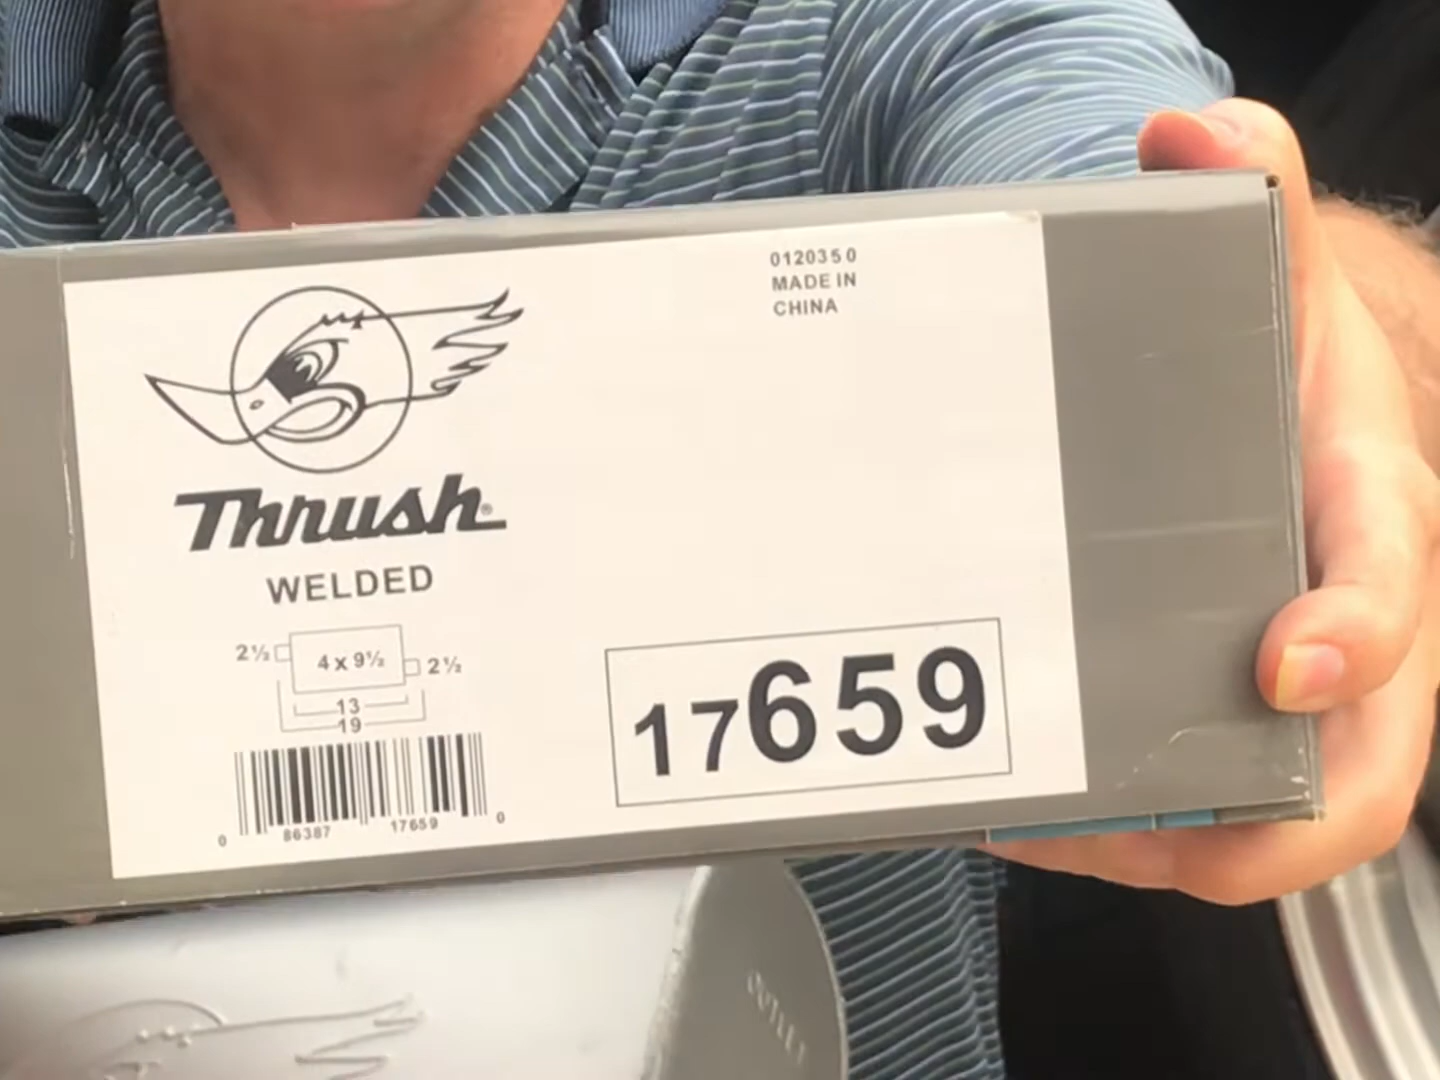 0120350
MADE IN
CHINA
Thrush®
WELDED
2½ 4 x 9½ 2½
13
19
0 86387 17659 0
17659